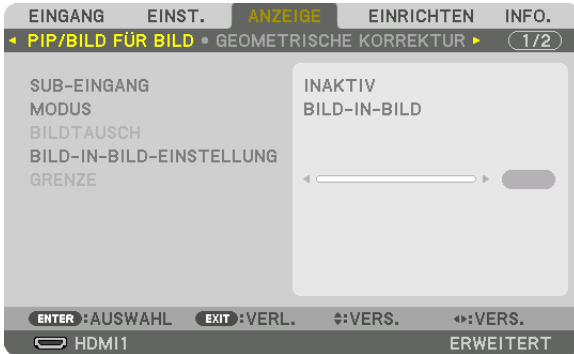 EINGANG EINST. ANZEIGE EINRICHTEN INFO.
◂ PIP/BILD FÜR BILD • GEOMETRISCHE KORREKTUR ▸ 1/2
SUB-EINGANG INAKTIV
MODUS BILD-IN-BILD
BILDTAUSCH
BILD-IN-BILD-EINSTELLUNG
GRENZE
ENTER :AUSWAHL EXIT :VERL. :VERS. :VERS.
HDMI1 ERWEITERT